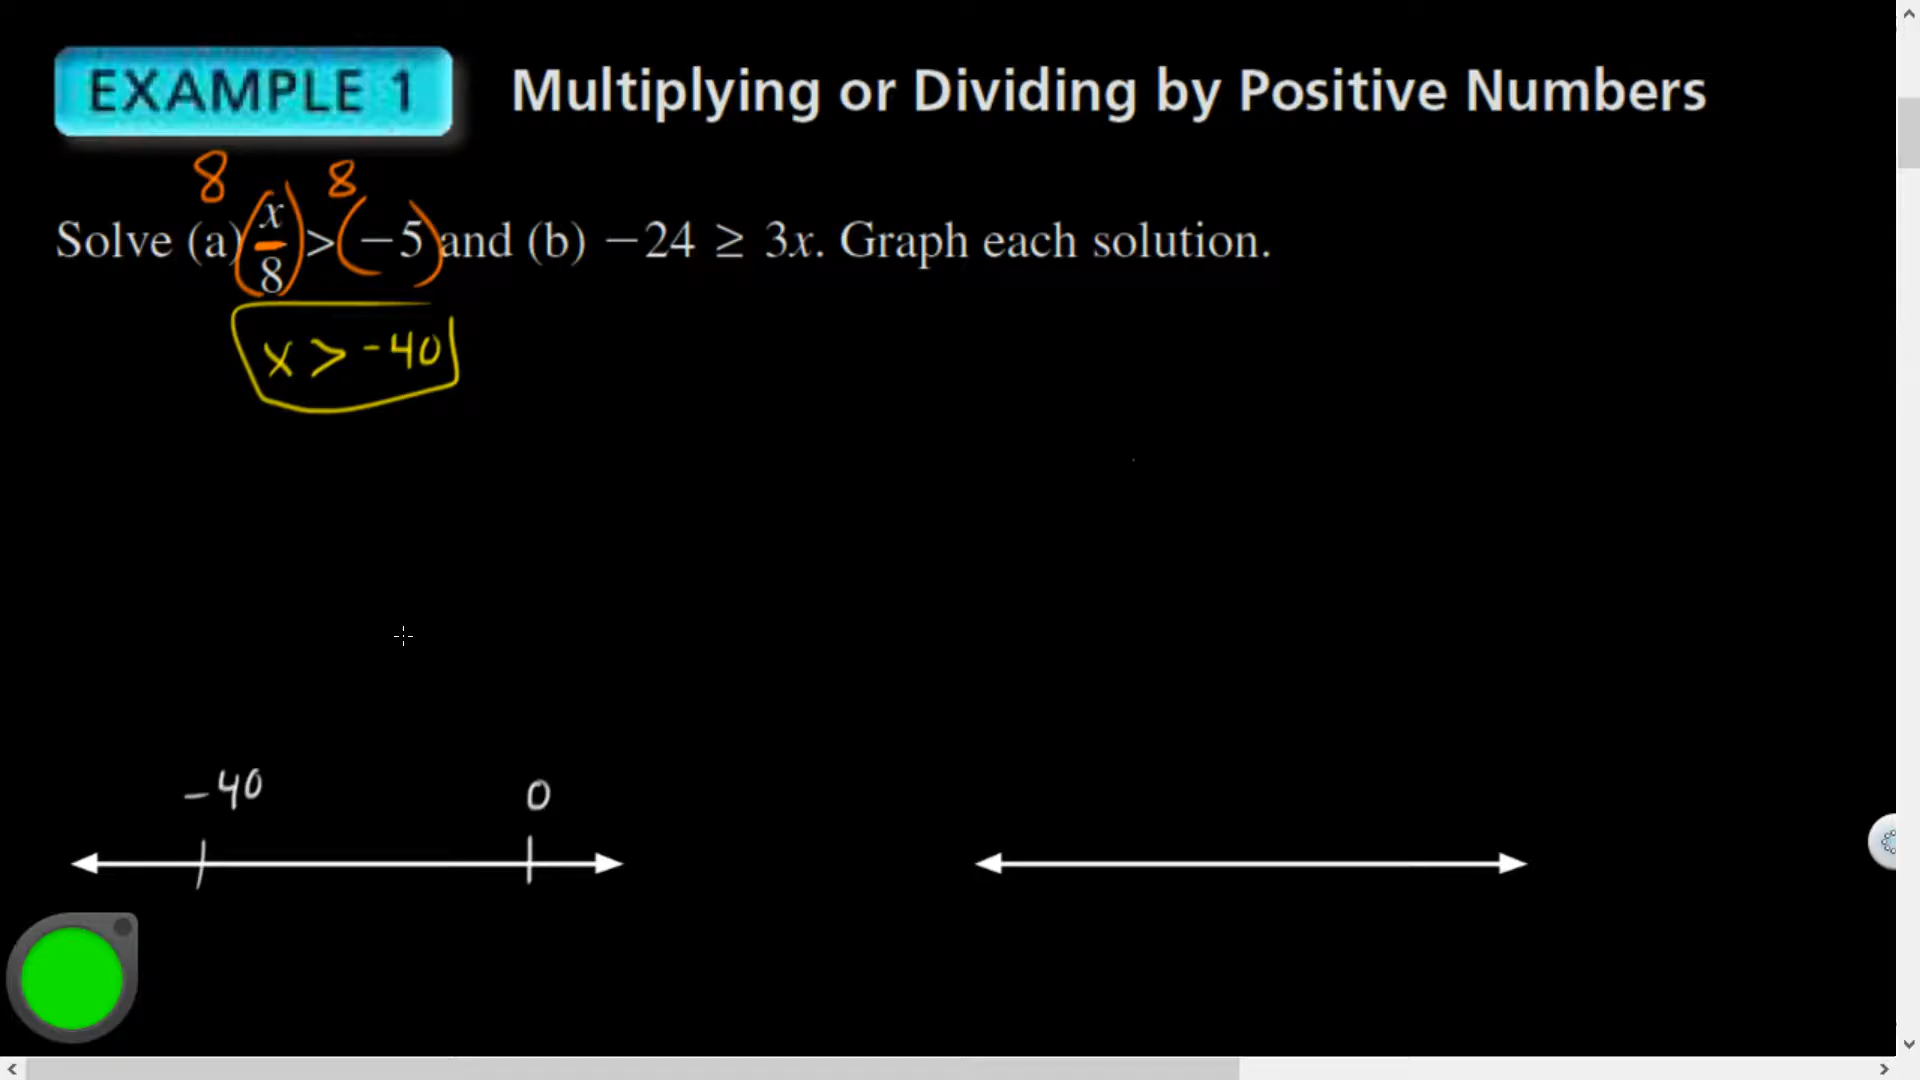 EXAMPLE 1 Multiplying or Dividing by Positive Numbers
8 8
Solve (a) (x/8) > (−5) and (b) −24 ≥ 3x. Graph each solution.
x > -40
-40 0